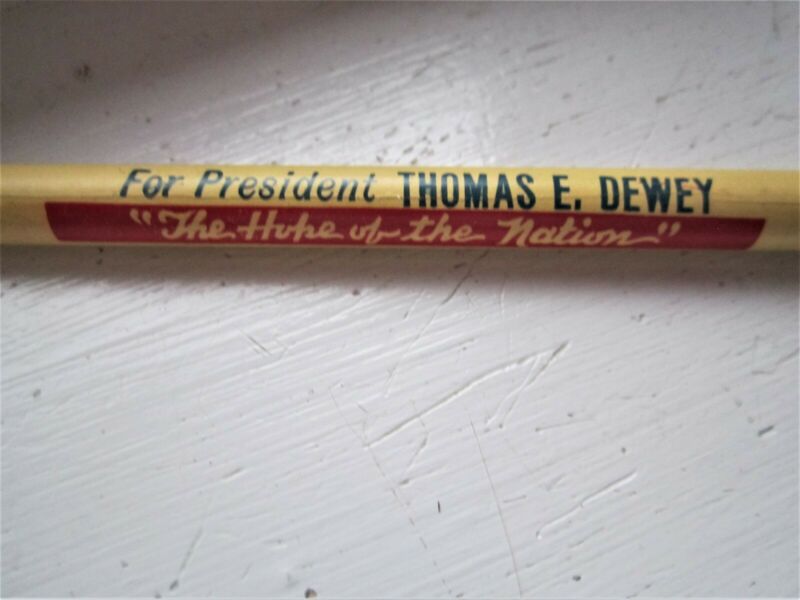 For President THOMAS E. DEWEY
"The Hope of the Nation"